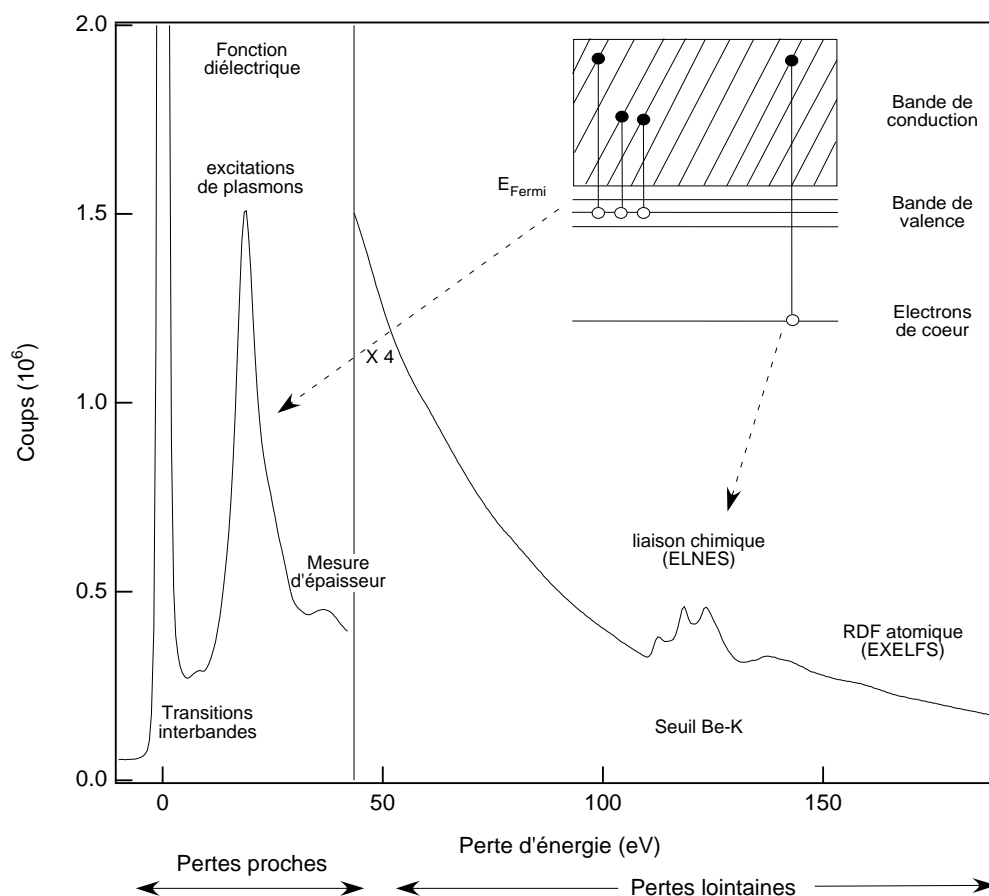 2.0
1.5
1.0
0.5
0.0
Coups (10⁶)
Fonction
diélectrique
excitations
de plasmons
E_Fermi
Bande de
conduction
Bande de
valence
Electrons
de coeur
X 4
Mesure
d'épaisseur
liaison chimique
(ELNES)
RDF atomique
(EXELFS)
Transitions
interbandes
Seuil Be-K
0
50
100
150
Perte d'énergie (eV)
Pertes proches
Pertes lointaines